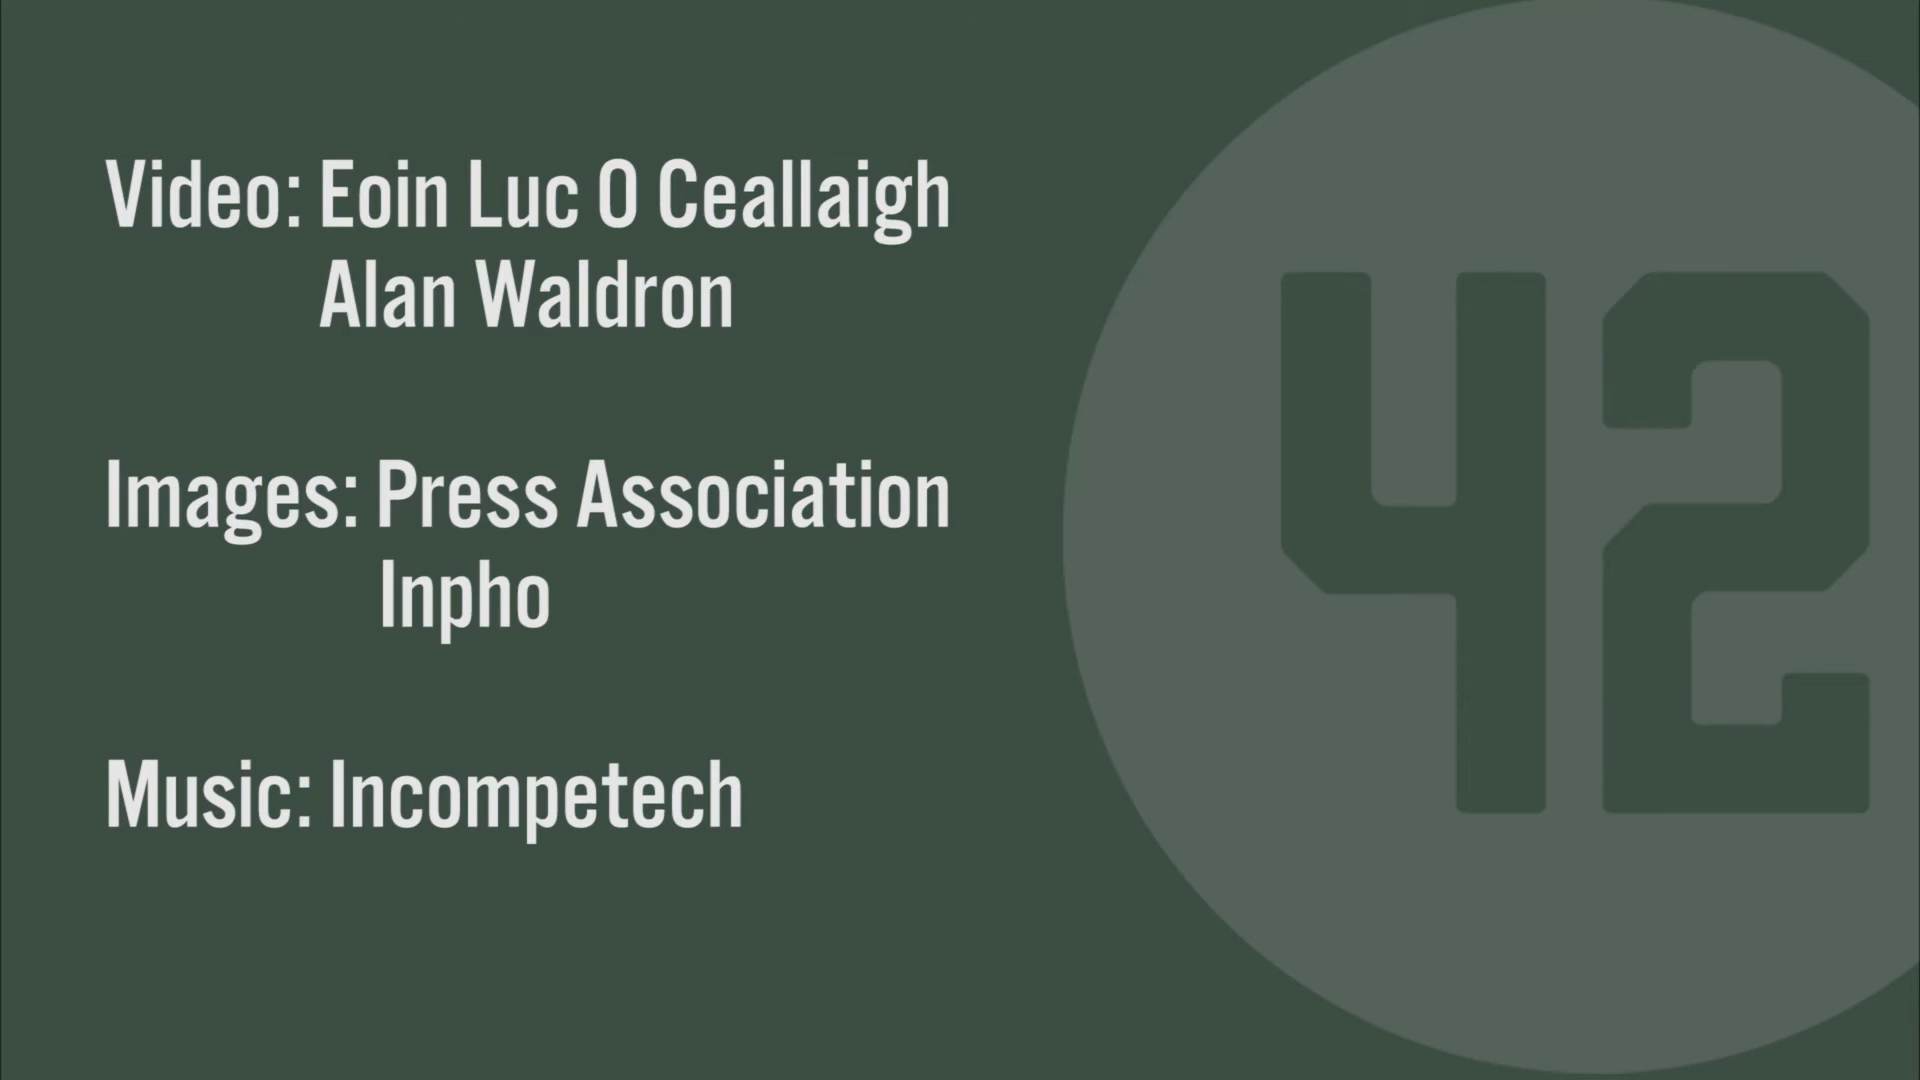 Video: Eoin Luc O Ceallaigh
Alan Waldron
Images: Press Association
Inpho
Music: Incompetech
42